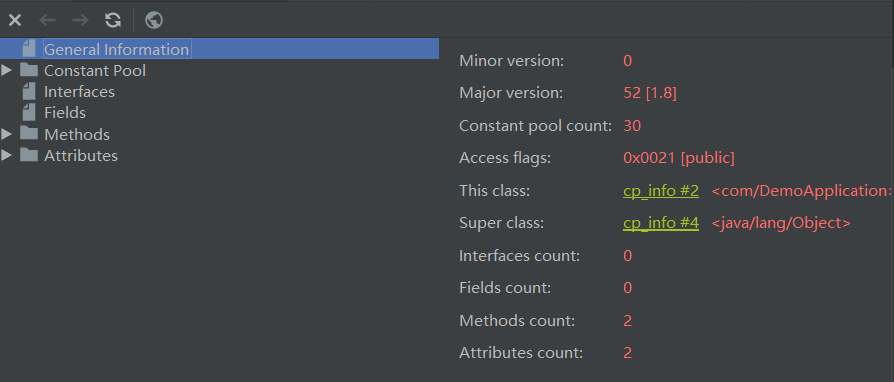 General Information
Constant Pool
Interfaces
Fields
Methods
Attributes
Minor version: 0
Major version: 52 [1.8]
Constant pool count: 30
Access flags: 0x0021 [public]
This class: cp_info #2 <com/DemoApplication>
Super class: cp_info #4 <java/lang/Object>
Interfaces count: 0
Fields count: 0
Methods count: 2
Attributes count: 2